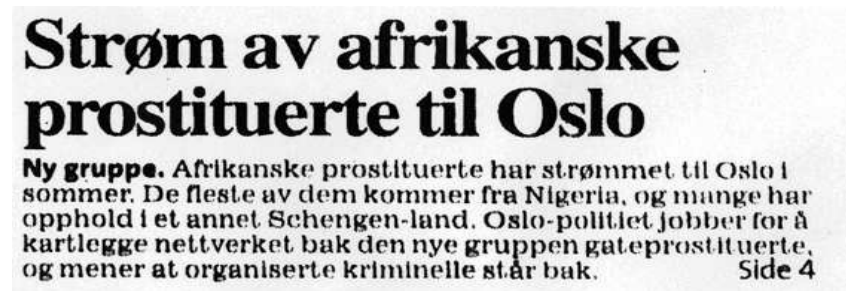 Strøm av afrikanske
prostituerte til Oslo
Ny gruppe. Afrikanske prostituerte har strømmet til Oslo i
sommer. De fleste av dem kommer fra Nigeria, og mange har
opphold i et annet Schengen-land. Oslo-politiet jobber for å
kartlegge nettverket bak den nye gruppen gateprostituerte,
og mener at organiserte kriminelle står bak. Side 4